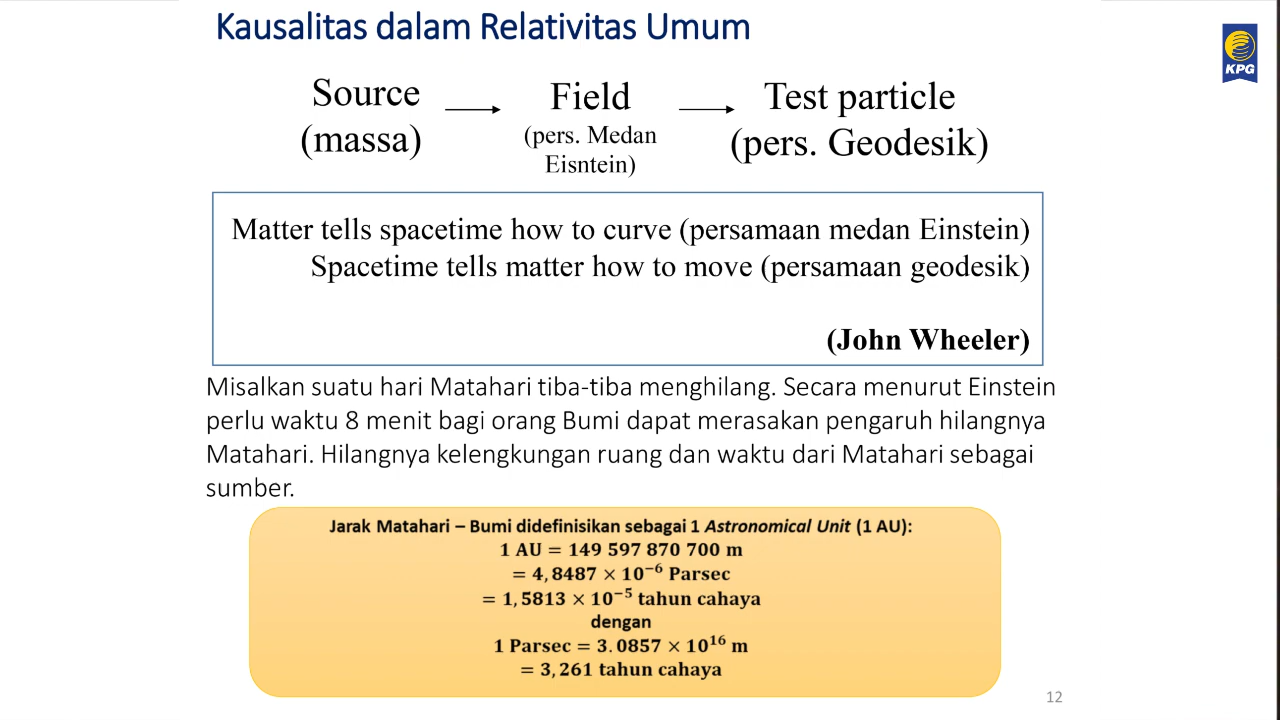 Kausalitas dalam Relativitas Umum
KPG
Source
(massa)
Field
(pers. Medan
Eisntein)
Test particle
(pers. Geodesik)
Matter tells spacetime how to curve (persamaan medan Einstein)
Spacetime tells matter how to move (persamaan geodesik)
(John Wheeler)
Misalkan suatu hari Matahari tiba-tiba menghilang. Secara menurut Einstein
perlu waktu 8 menit bagi orang Bumi dapat merasakan pengaruh hilangnya
Matahari. Hilangnya kelengkungan ruang dan waktu dari Matahari sebagai
sumber.
Jarak Matahari – Bumi didefinisikan sebagai 1 Astronomical Unit (1 AU):
1 AU = 149 597 870 700 m
= 4,8487 × 10⁻⁶ Parsec
= 1,5813 × 10⁻⁵ tahun cahaya
dengan
1 Parsec = 3.0857 × 10¹⁶ m
= 3,261 tahun cahaya
12